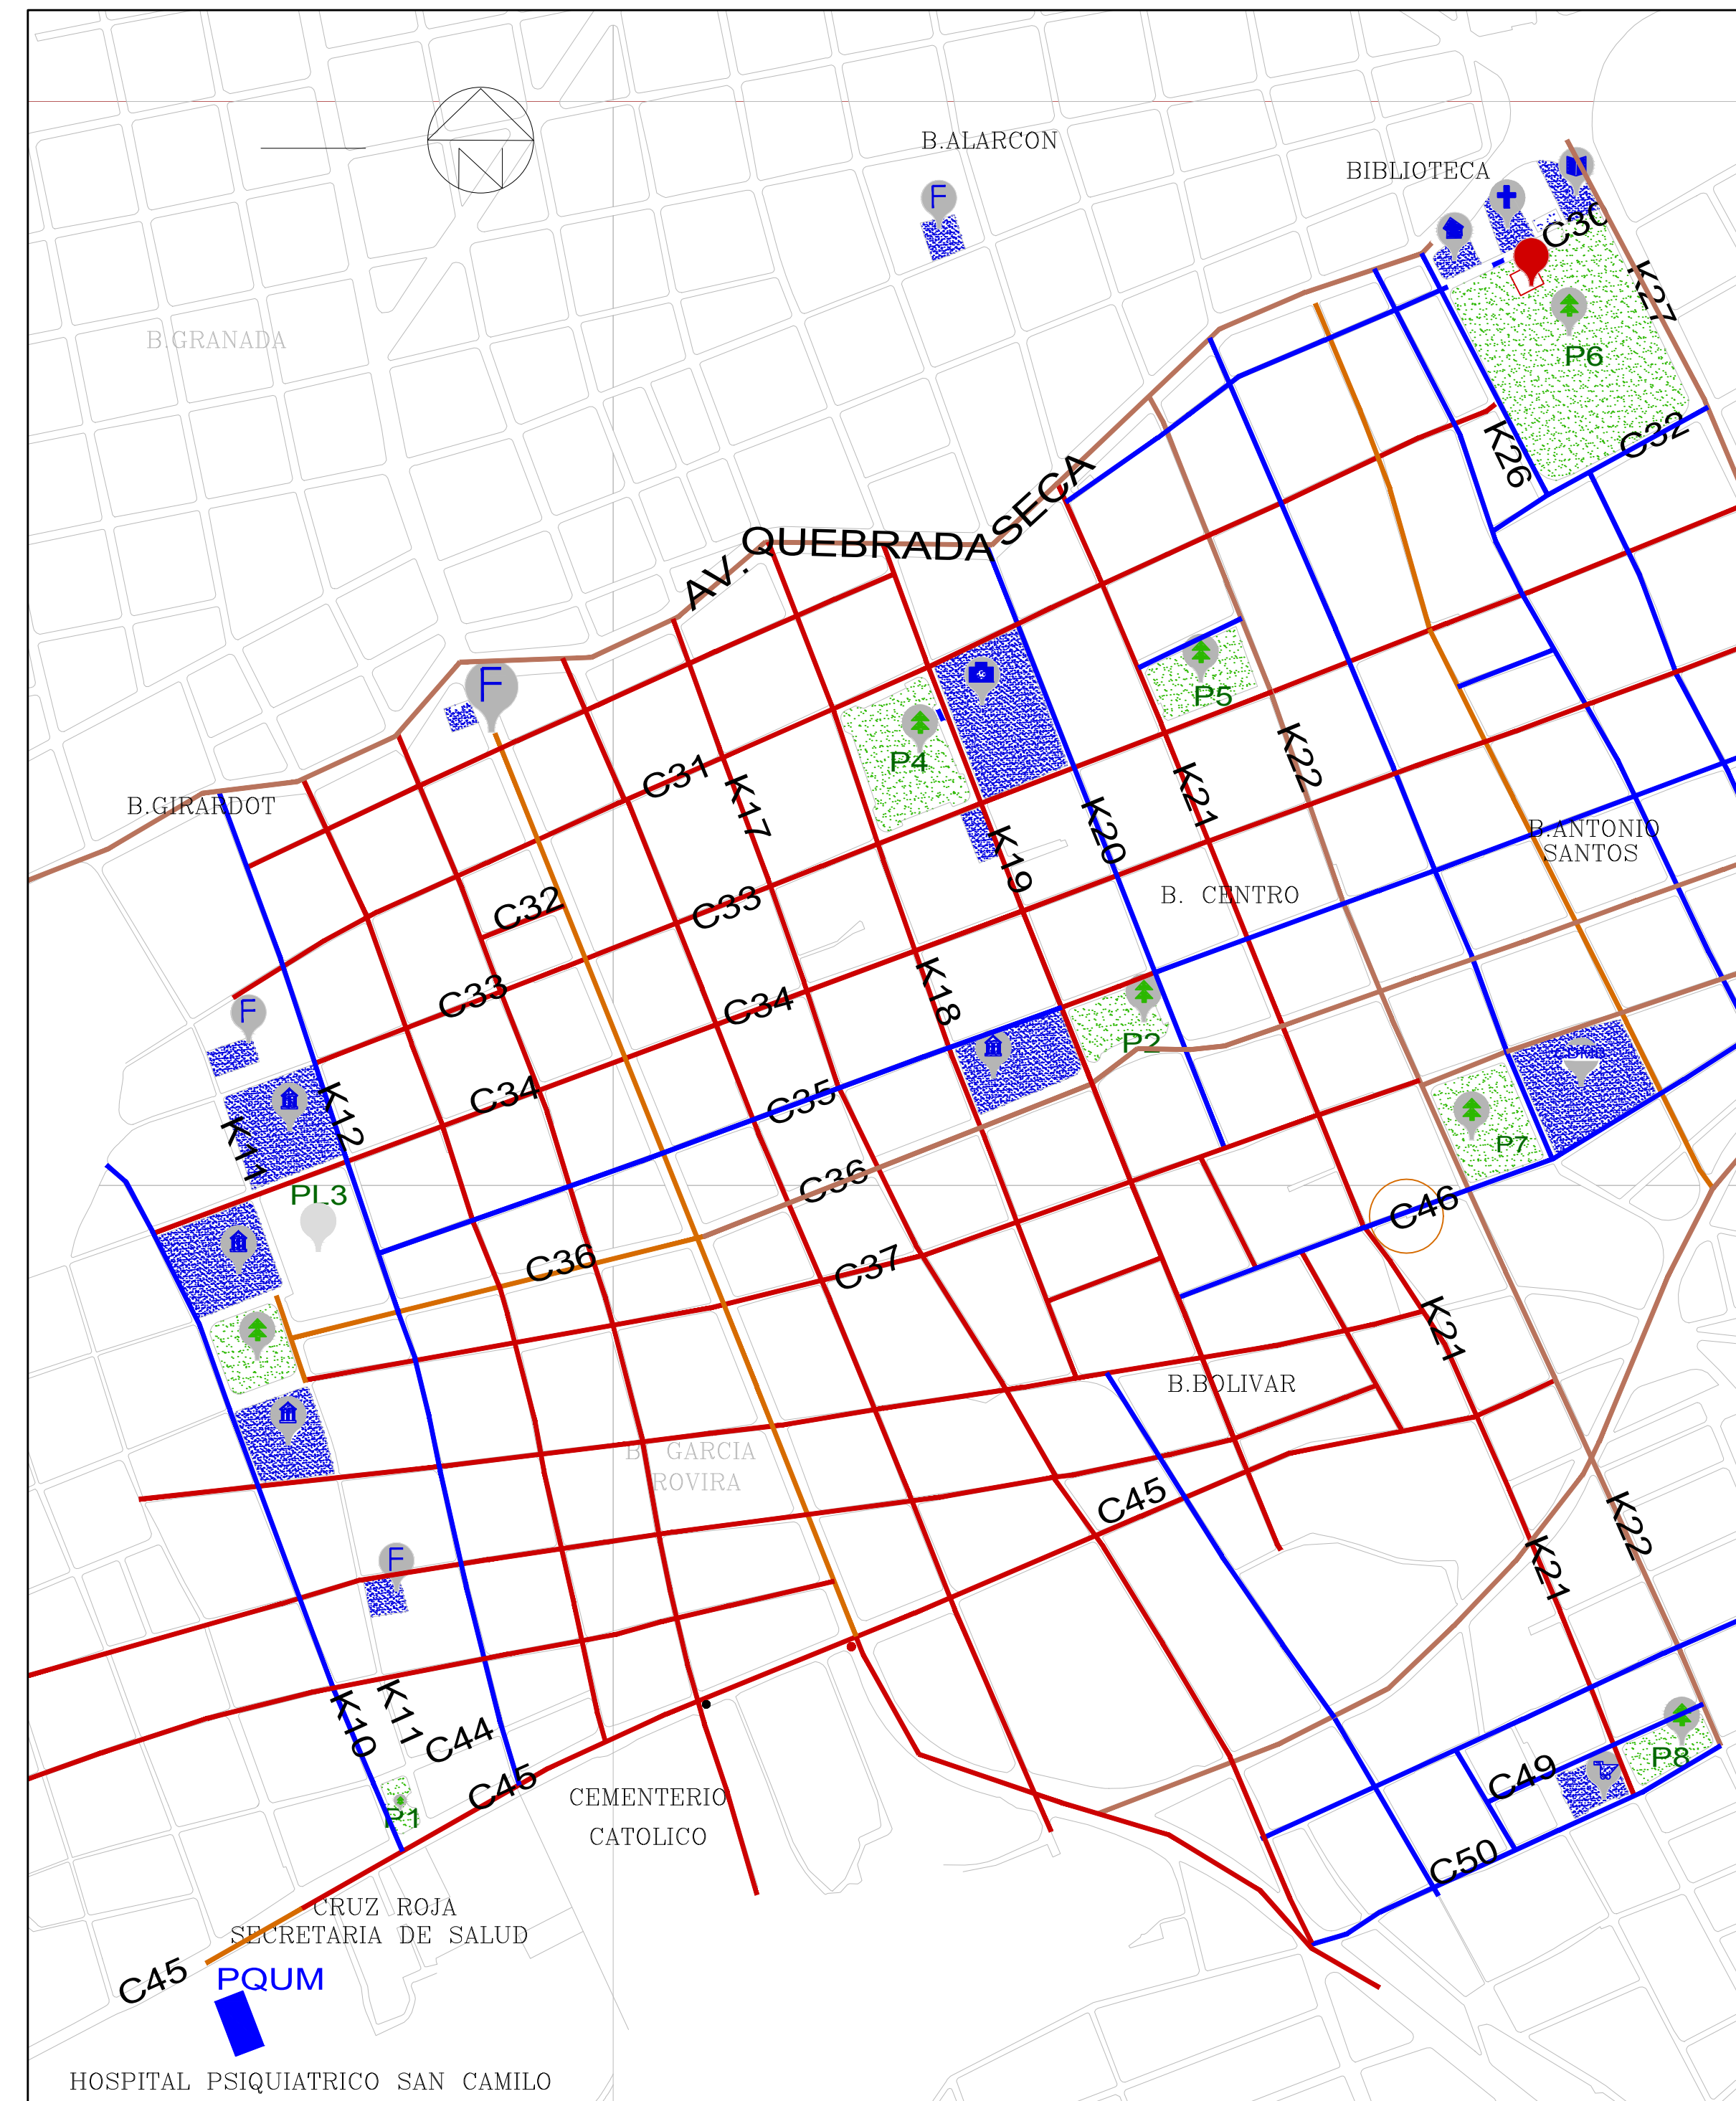 B.ALARCON
BIBLIOTECA
F
C30
K27
B.GRANADA
P6
C32
K26
AV. QUEBRADA SECA
F
P5
P4
K22
C31
K21
K17
B.GIRARDOT
K20
B.ANTONIO
SANTOS
K19
B. CENTRO
C32
C33
C33
C34
K18
F
P2
CDMB
C34
C35
K12
K11
P7
C36
PL3
C46
C36
C37
K21
B.BOLIVAR
B. GARCIA
ROVIRA
C45
K22
F
K21
K10
K11
C44
C45
P8
C49
P1
CEMENTERIO
CATOLICO
C50
CRUZ ROJA
SECRETARIA DE SALUD
C45
PQUM
HOSPITAL PSIQUIATRICO SAN CAMILO